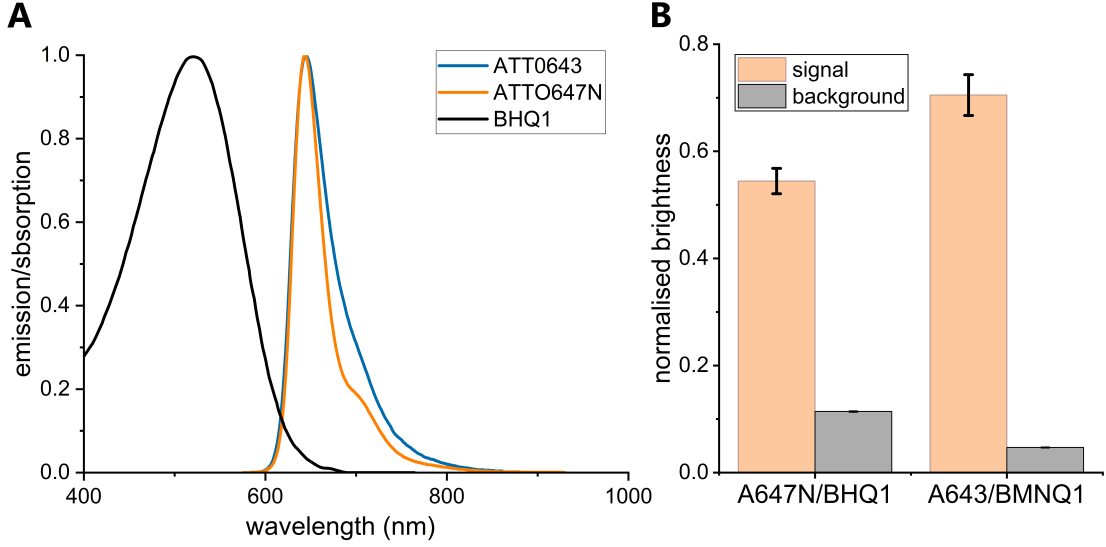 A
emission/sbsorption
1.0
0.8
0.6
0.4
0.2
0.0
400
600
800
1000
wavelength (nm)
ATT0643
ATTO647N
BHQ1
B
normalised brightness
0.8
0.6
0.4
0.2
0.0
signal
background
A647N/BHQ1
A643/BMNQ1